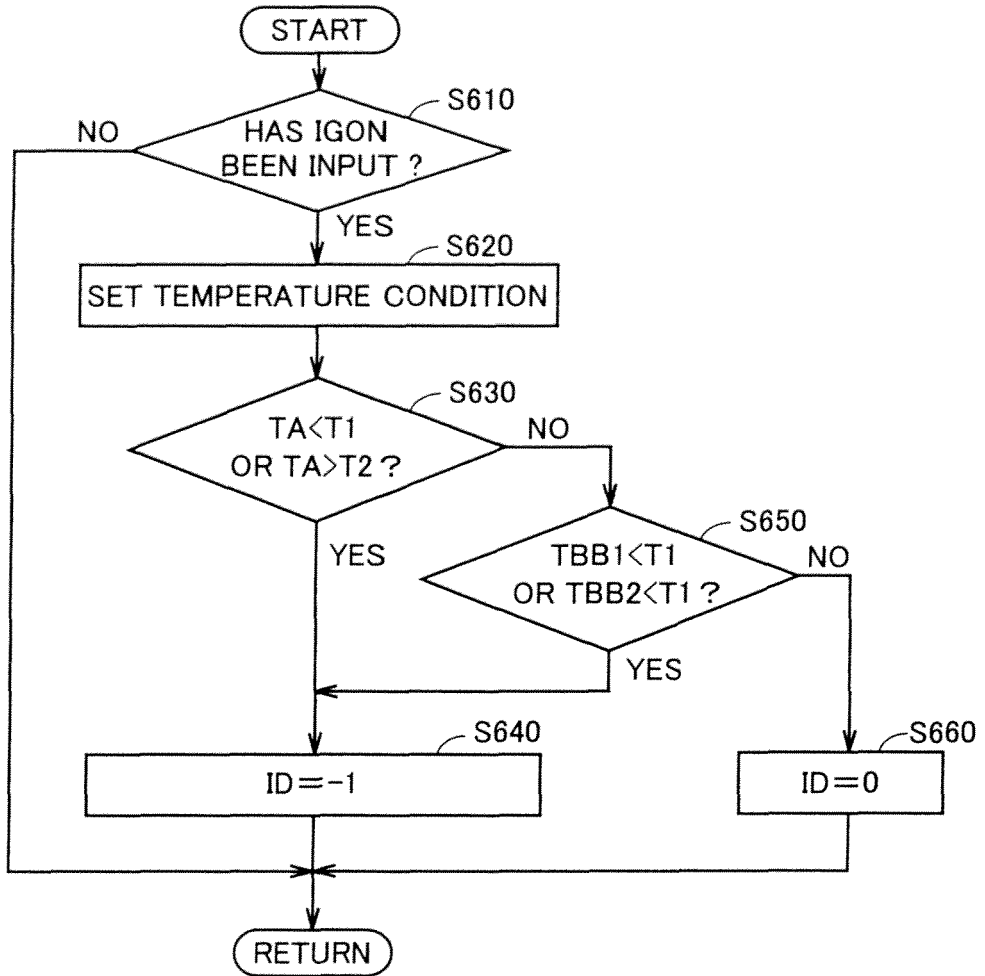 START
S610
NO
HAS IGON
BEEN INPUT ?
YES
S620
SET TEMPERATURE CONDITION
S630
TA<T1
OR TA>T2 ?
NO
YES
S650
TBB1<T1
OR TBB2<T1 ?
NO
YES
S640
ID=-1
S660
ID=0
RETURN